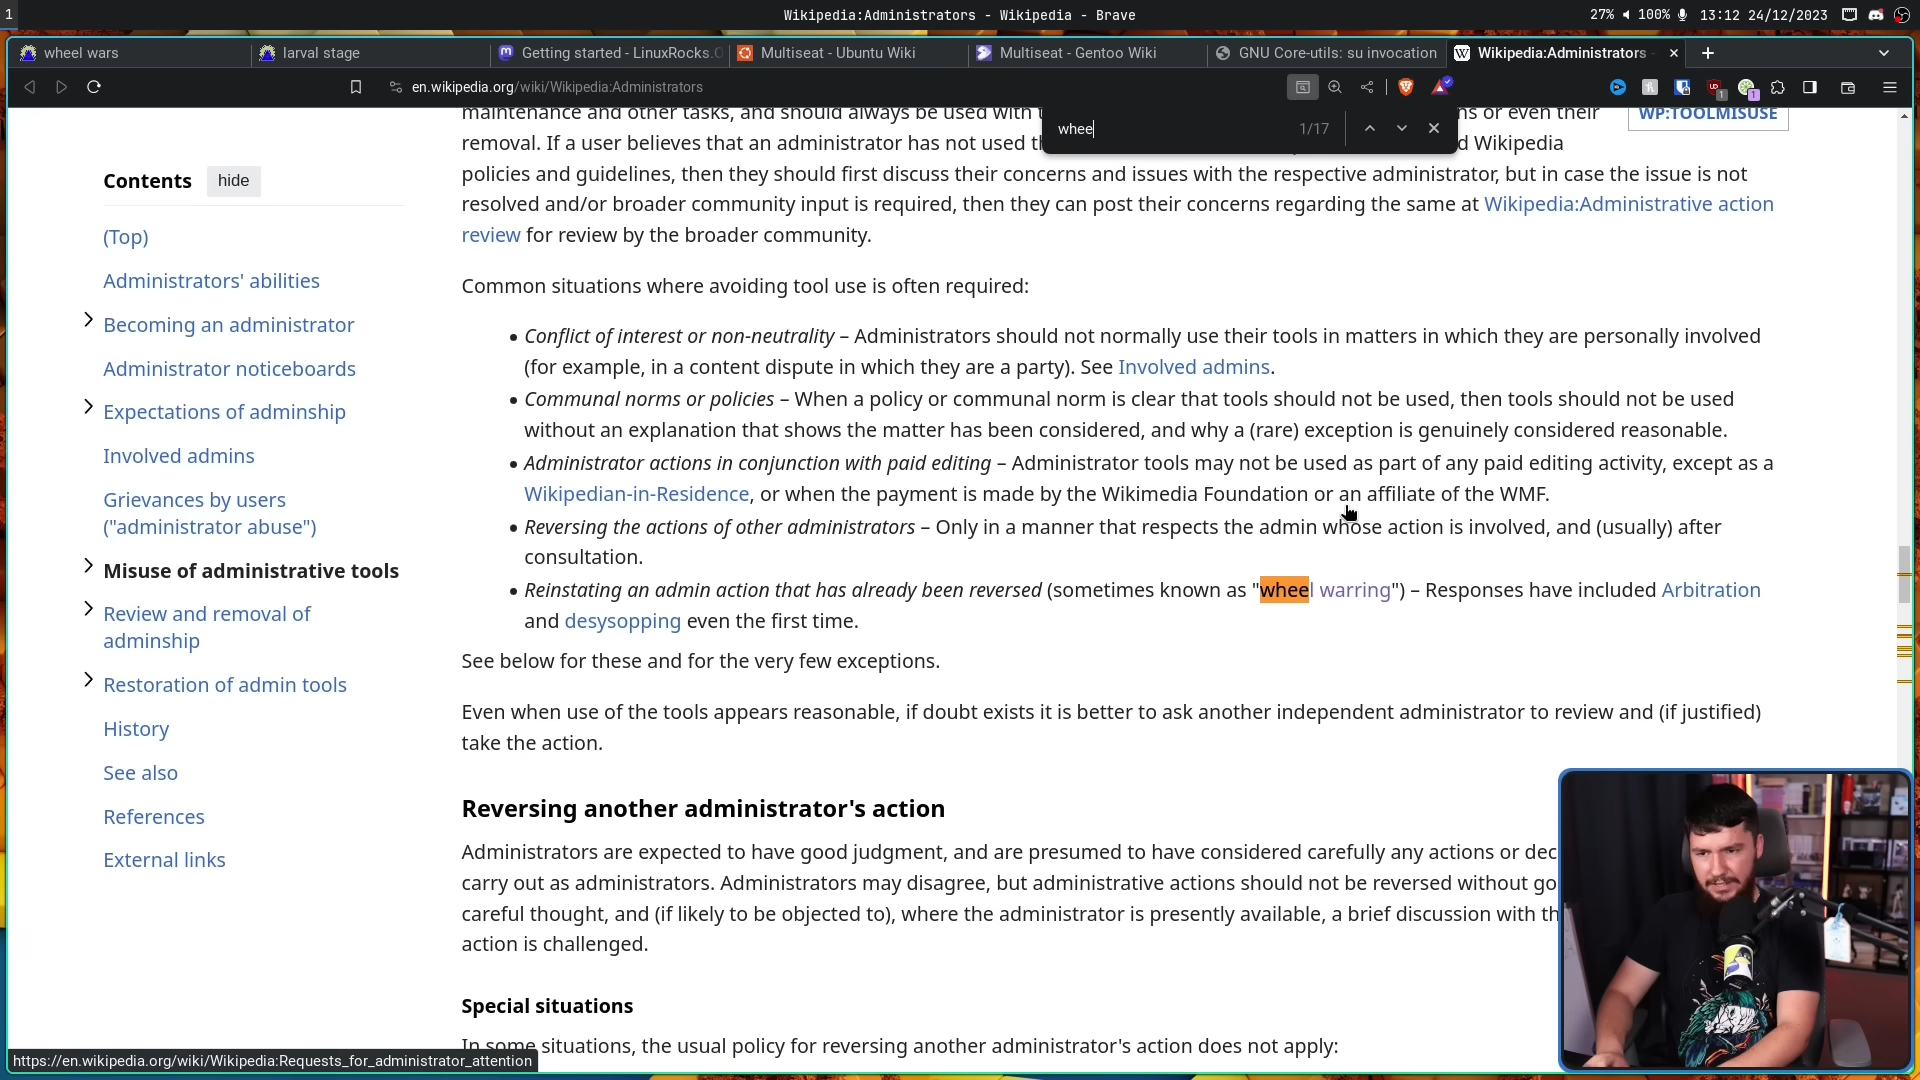 1
Wikipedia:Administrators - Wikipedia - Brave
27% 100% 13:12 24/12/2023
wheel wars
larval stage
Getting started - LinuxRocks.O
Multiseat - Ubuntu Wiki
Multiseat - Gentoo Wiki
GNU Core-utils: su invocation
Wikipedia:Administrators -
en.wikipedia.org/wiki/Wikipedia:Administrators
whee
1/17
Contents
hide
(Top)
Administrators' abilities
Becoming an administrator
Administrator noticeboards
Expectations of adminship
Involved admins
Grievances by users
("administrator abuse")
Misuse of administrative tools
Review and removal of
adminship
Restoration of admin tools
History
See also
References
External links
maintenance and other tasks, and should always be used with ns or even their
WP:TOOLMISUSE
removal. If a user believes that an administrator has not used d Wikipedia
policies and guidelines, then they should first discuss their concerns and issues with the respective administrator, but in case the issue is not
resolved and/or broader community input is required, then they can post their concerns regarding the same at Wikipedia:Administrative action
review for review by the broader community.
Common situations where avoiding tool use is often required:
• Conflict of interest or non-neutrality – Administrators should not normally use their tools in matters in which they are personally involved
(for example, in a content dispute in which they are a party). See Involved admins.
• Communal norms or policies – When a policy or communal norm is clear that tools should not be used, then tools should not be used
without an explanation that shows the matter has been considered, and why a (rare) exception is genuinely considered reasonable.
• Administrator actions in conjunction with paid editing – Administrator tools may not be used as part of any paid editing activity, except as a
Wikipedian-in-Residence, or when the payment is made by the Wikimedia Foundation or an affiliate of the WMF.
• Reversing the actions of other administrators – Only in a manner that respects the admin whose action is involved, and (usually) after
consultation.
• Reinstating an admin action that has already been reversed (sometimes known as "wheel warring") – Responses have included Arbitration
and desysopping even the first time.
See below for these and for the very few exceptions.
Even when use of the tools appears reasonable, if doubt exists it is better to ask another independent administrator to review and (if justified)
take the action.
Reversing another administrator's action
Administrators are expected to have good judgment, and are presumed to have considered carefully any actions or dec
carry out as administrators. Administrators may disagree, but administrative actions should not be reversed without go
careful thought, and (if likely to be objected to), where the administrator is presently available, a brief discussion with th
action is challenged.
Special situations
In some situations, the usual policy for reversing another administrator's action does not apply:
https://en.wikipedia.org/wiki/Wikipedia:Requests_for_administrator_attention